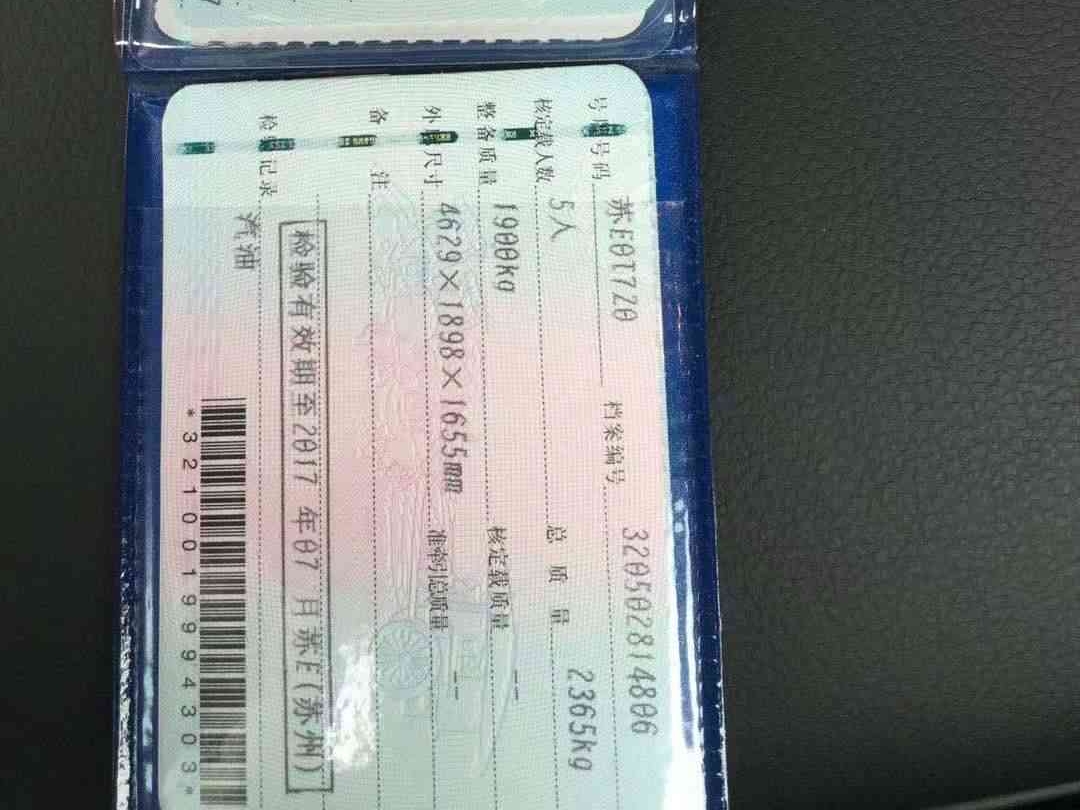 号牌号码 苏E0T720 档案编号 320502814806
核定载人数 5人 总质量 2365kg
整备质量 1900kg 核定载质量 --
外廓尺寸 4629×1898×1655mm 准牵引总质量 --
备注
检验有效期至2017年07月苏E(苏州)
检验记录
汽油
*3210019994303*